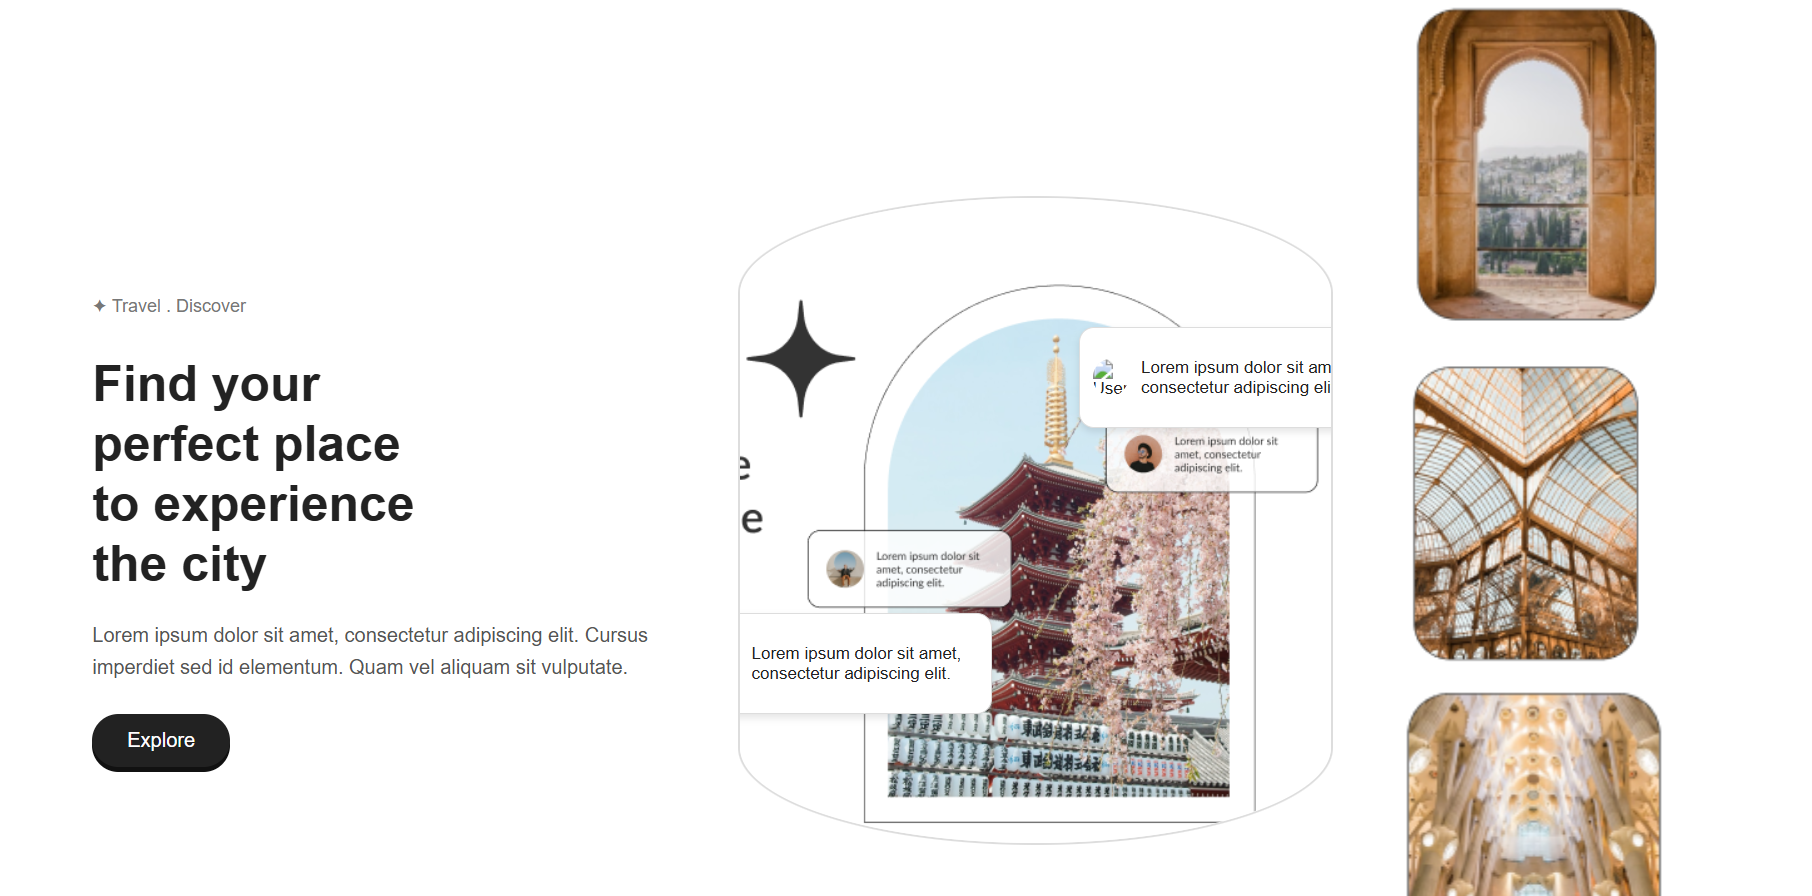 ✦ Travel . Discover
Find your
perfect place
to experience
the city
Lorem ipsum dolor sit amet, consectetur adipiscing elit. Cursus
imperdiet sed id elementum. Quam vel aliquam sit vulputate.
Explore
e
e
User
Lorem ipsum dolor sit am
consectetur adipiscing eli
Lorem ipsum dolor sit
amet, consectetur
adipiscing elit.
Lorem ipsum dolor sit
amet, consectetur
adipiscing elit.
Lorem ipsum dolor sit amet,
consectetur adipiscing elit.